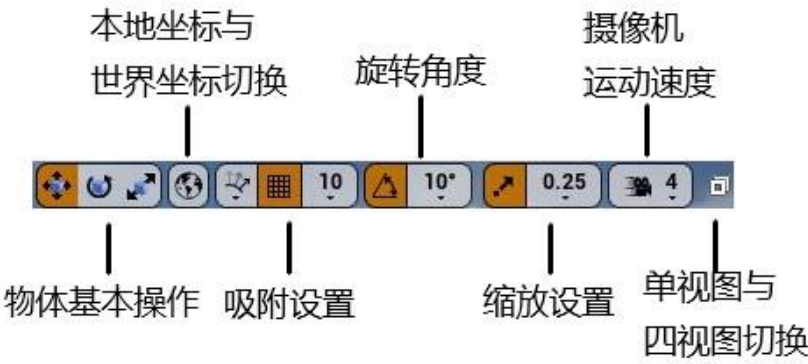 本地坐标与
世界坐标切换
旋转角度
摄像机
运动速度
10
10°
0.25
4
物体基本操作
吸附设置
缩放设置
单视图与
四视图切换